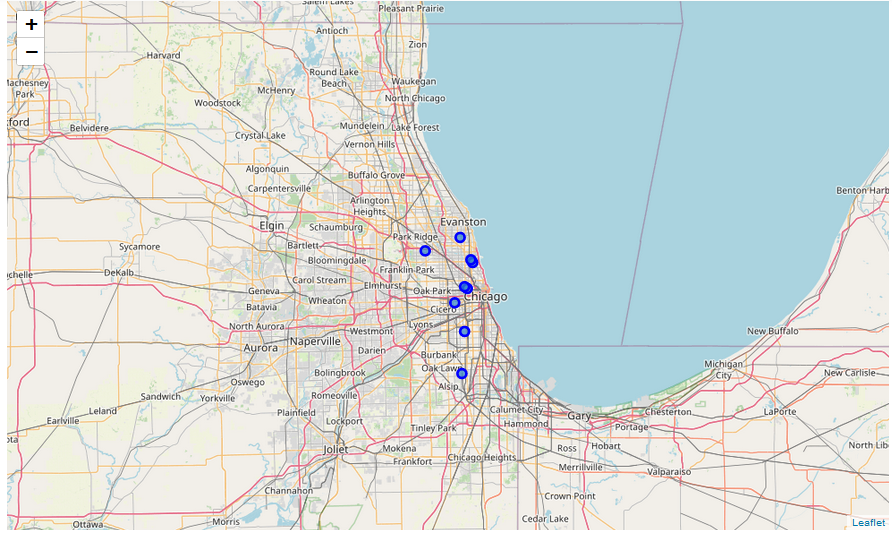 Salem Lakes
Pleasant Prairie
+
Antioch
Zion
−
Harvard
Round Lake
Beach
Waukegan
Machesney
Park
McHenry
North Chicago
Woodstock
Belvidere
Mundelein
Lake Forest
Crystal Lake
Vernon Hills
Algonquin
Buffalo Grove
Carpentersville
Benton Harb
Arlington
Heights
Elgin
Evanston
Schaumburg
Park Ridge
Sycamore
Bartlett
Bloomingdale
Franklin Park
DeKalb
Carol Stream
Elmhurst
Geneva
Oak Park
Chicago
Wheaton
Batavia
Cicero
North Aurora
Westmont
Lyons
New Buffalo
Naperville
Aurora
Darien
Burbank
Oak Lawn
Michigan
City
Bolingbrook
New Carlisle
Oswego
Alsip
Sandwich
Yorkville
Romeoville
Leland
Plainfield
Calumet City
Gary
Chesterton
LaPorte
Earlville
Lockport
Hammond
Portage
Tinley Park
Joliet
Mokena
Ross
Hobart
North Lib
Frankfort
Chicago Heights
Merrillville
Valparaiso
Channahon
Crown Point
Ottawa
Morris
Cedar Lake
Leaflet